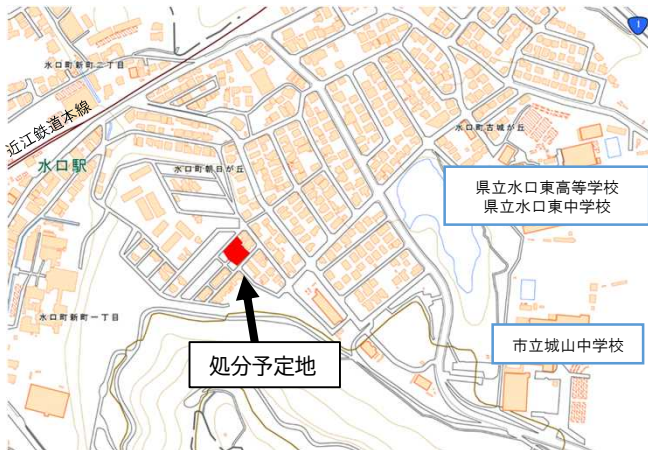 1
水口町新町二丁目
近江鉄道本線
水口町古城が丘
水口駅
水口町朝日が丘
県立水口東高等学校
県立水口東中学校
水口町新町一丁目
市立城山中学校
処分予定地